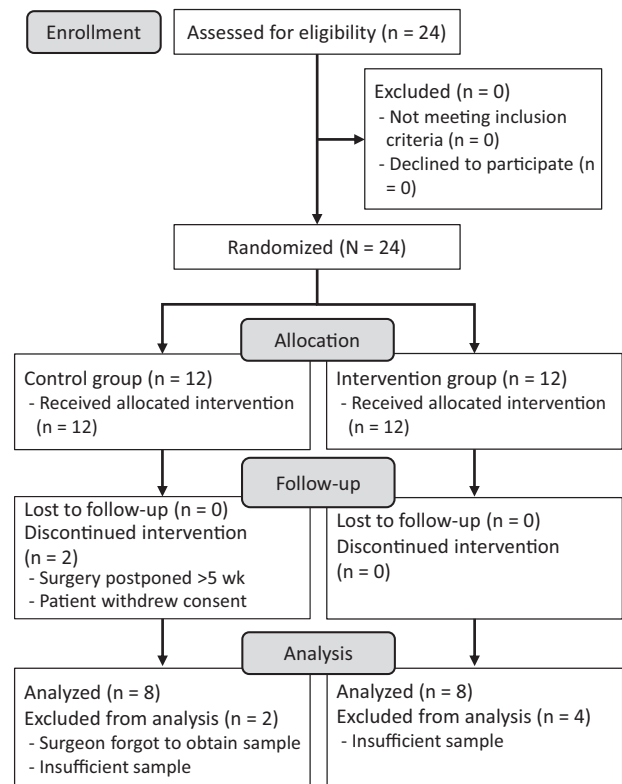 Enrollment
Assessed for eligibility (n = 24)
Excluded (n = 0)
- Not meeting inclusion
criteria (n = 0)
- Declined to participate (n
= 0)
Randomized (N = 24)
Allocation
Control group (n = 12)
- Received allocated intervention
(n = 12)
Intervention group (n = 12)
- Received allocated intervention
(n = 12)
Follow-up
Lost to follow-up (n = 0)
Discontinued intervention
(n = 2)
- Surgery postponed >5 wk
- Patient withdrew consent
Lost to follow-up (n = 0)
Discontinued intervention
(n = 0)
Analysis
Analyzed (n = 8)
Excluded from analysis (n = 2)
- Surgeon forgot to obtain sample
- Insufficient sample
Analyzed (n = 8)
Excluded from analysis (n = 4)
- Insufficient sample